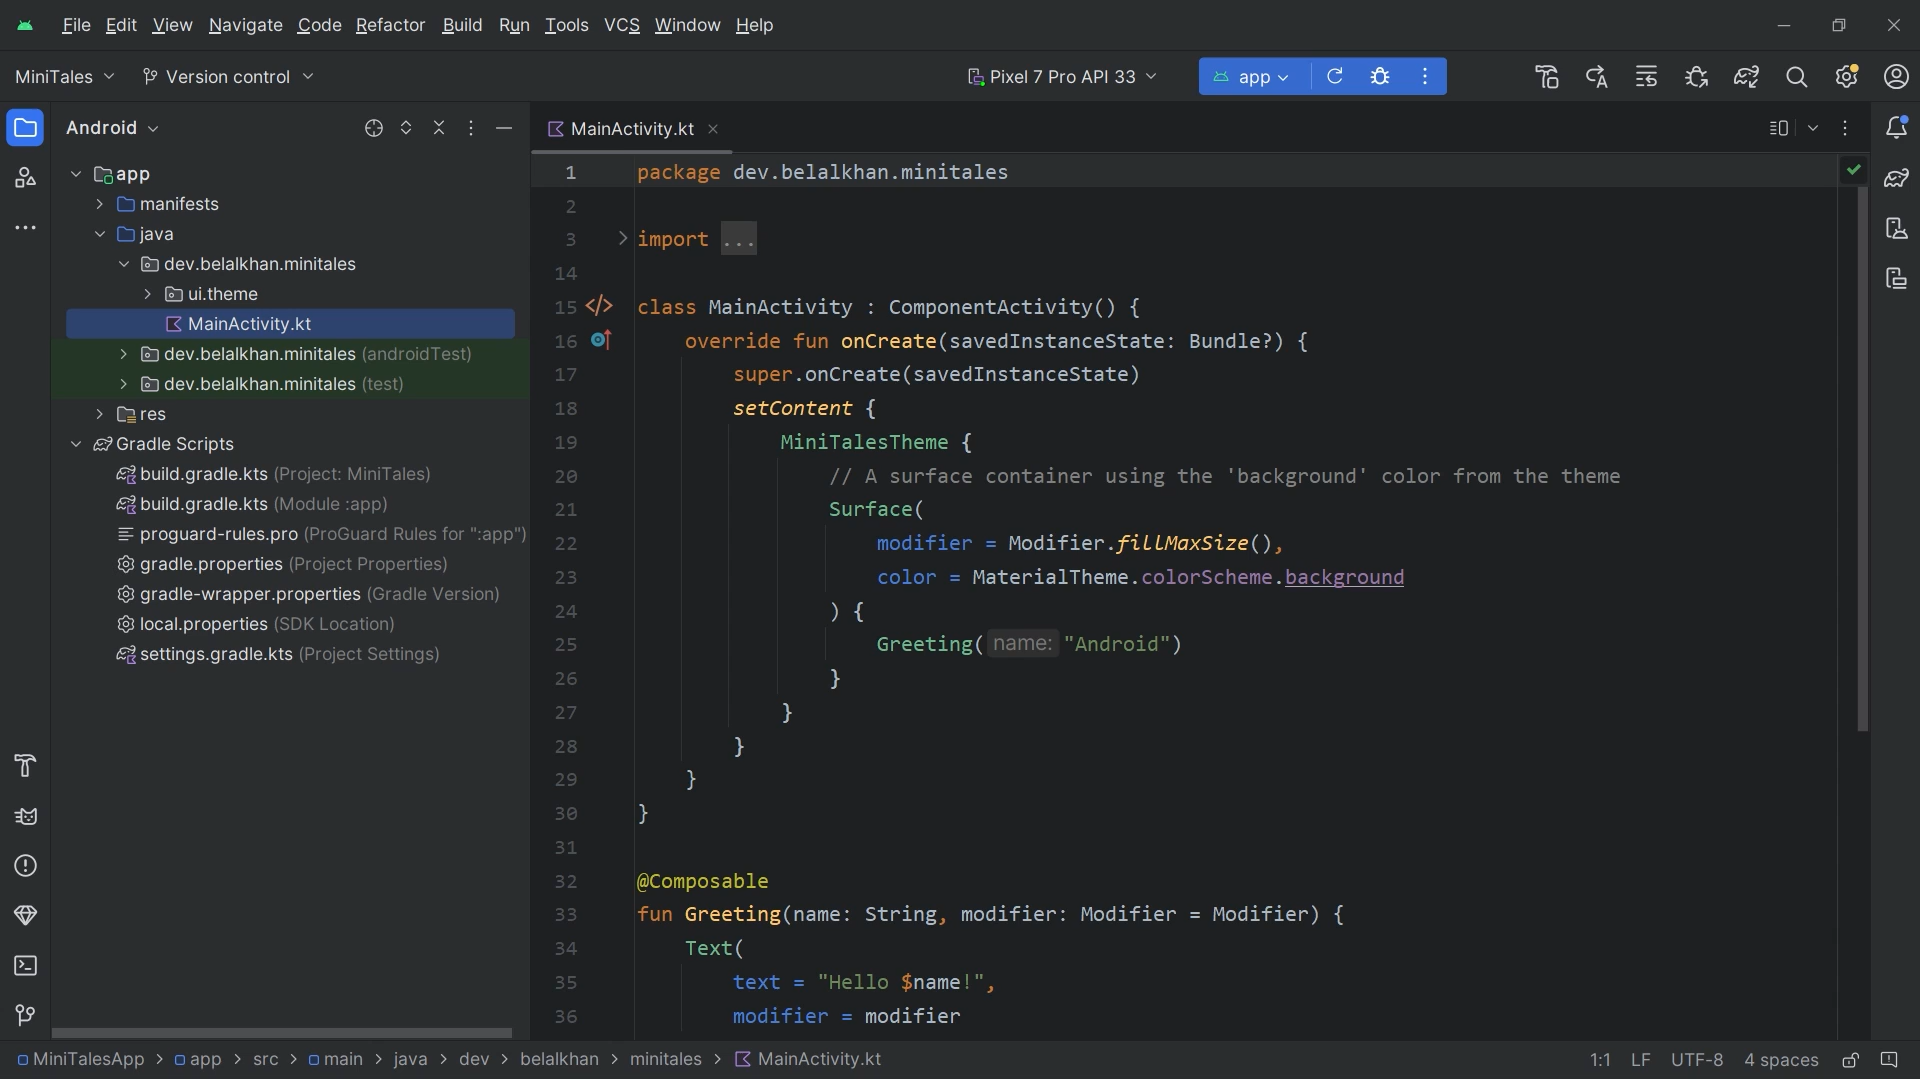 File Edit View Navigate Code Refactor Build Run Tools VCS Window Help
MiniTales Version control Pixel 7 Pro API 33 app
Android
MainActivity.kt
app
manifests
java
dev.belalkhan.minitales
ui.theme
MainActivity.kt
dev.belalkhan.minitales (androidTest)
dev.belalkhan.minitales (test)
res
Gradle Scripts
build.gradle.kts (Project: MiniTales)
build.gradle.kts (Module :app)
proguard-rules.pro (ProGuard Rules for ":app")
gradle.properties (Project Properties)
gradle-wrapper.properties (Gradle Version)
local.properties (SDK Location)
settings.gradle.kts (Project Settings)
1 package dev.belalkhan.minitales
2
3 import ...
14
15 class MainActivity : ComponentActivity() {
16 override fun onCreate(savedInstanceState: Bundle?) {
17 super.onCreate(savedInstanceState)
18 setContent {
19 MiniTalesTheme {
20 // A surface container using the 'background' color from the theme
21 Surface(
22 modifier = Modifier.fillMaxSize(),
23 color = MaterialTheme.colorScheme.background
24 ) {
25 Greeting( name: "Android")
26 }
27 }
28 }
29 }
30 }
31
32 @Composable
33 fun Greeting(name: String, modifier: Modifier = Modifier) {
34 Text(
35 text = "Hello $name!",
36 modifier = modifier
MiniTalesApp > app > src > main > java > dev > belalkhan > minitales > MainActivity.kt 1:1 LF UTF-8 4 spaces